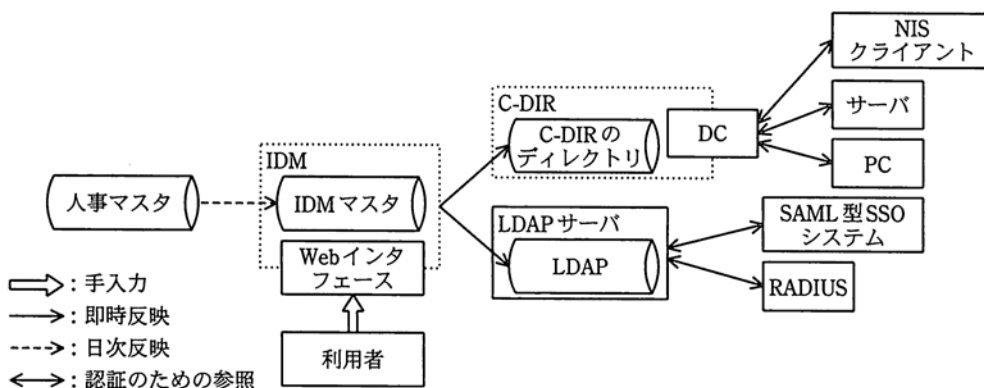 NIS
クライアント
C-DIR
サーバ
DC
C-DIRの
ディレクトリ
IDM
PC
人事マスタ
IDMマスタ
LDAPサーバ
SAML型SSO
システム
Webインタ
フェース
LDAP
RADIUS
:手入力
:即時反映
:日次反映
利用者
:認証のための参照